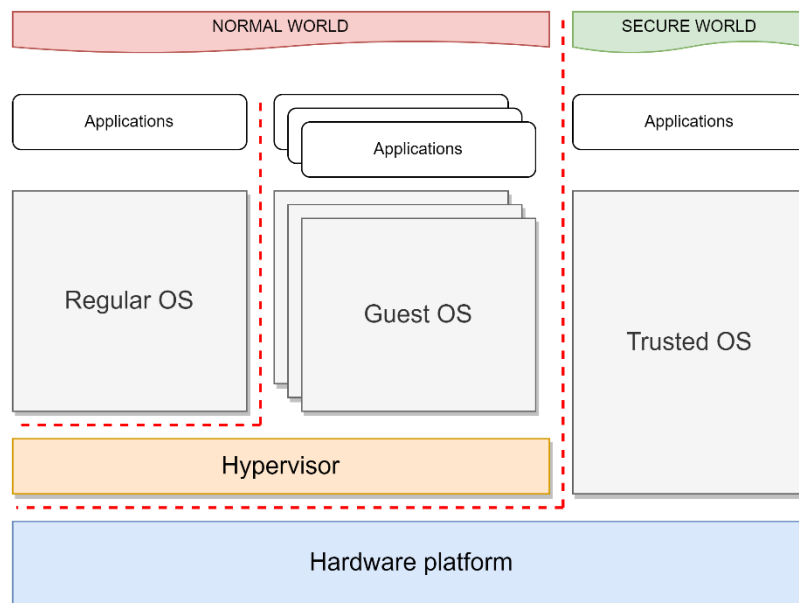 NORMAL WORLD
SECURE WORLD
Applications
Applications
Applications
Regular OS
Guest OS
Trusted OS
Hypervisor
Hardware platform